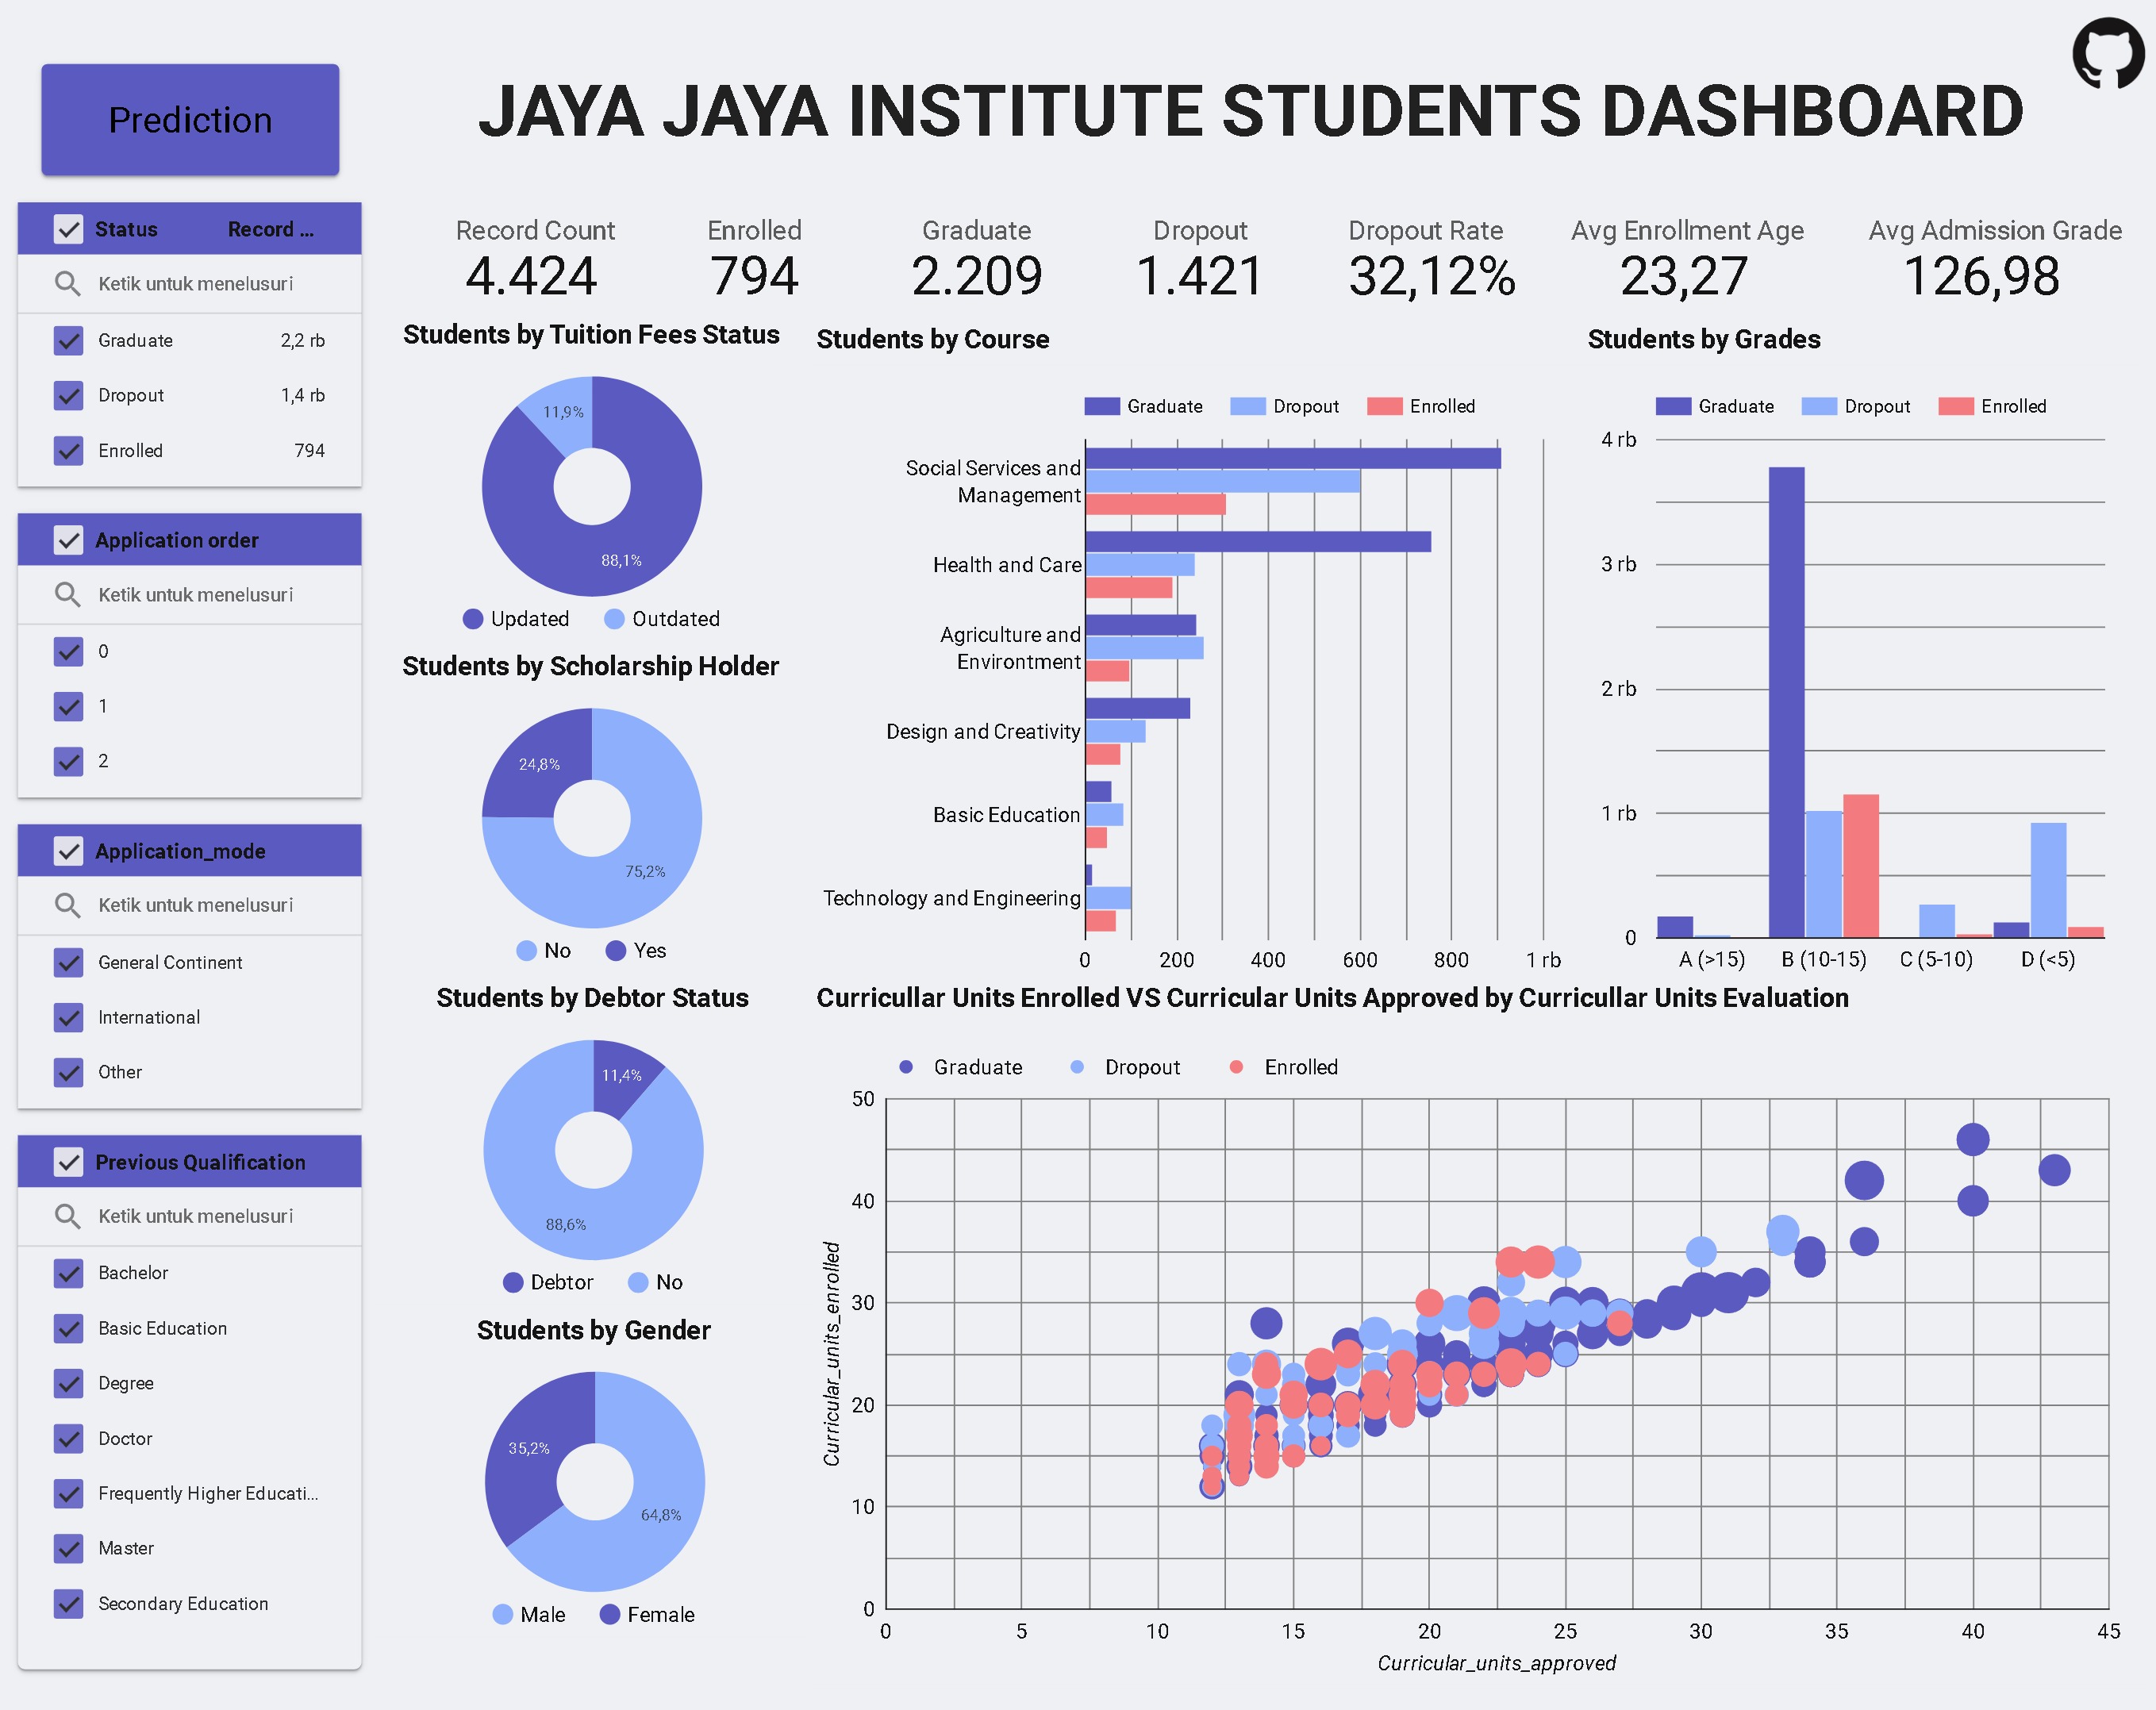 Prediction
JAYA JAYA INSTITUTE STUDENTS DASHBOARD
Status Record ...
Ketik untuk menelusuri
Graduate 2,2 rb
Dropout 1,4 rb
Enrolled 794
Application order
Ketik untuk menelusuri
0
1
2
Application_mode
Ketik untuk menelusuri
General Continent
International
Other
Previous Qualification
Ketik untuk menelusuri
Bachelor
Basic Education
Degree
Doctor
Frequently Higher Educati...
Master
Secondary Education
Record Count
4.424
Enrolled
794
Graduate
2.209
Dropout
1.421
Dropout Rate
32,12%
Avg Enrollment Age
23,27
Avg Admission Grade
126,98
Students by Tuition Fees Status
11,9%
88,1%
Updated Outdated
Students by Scholarship Holder
24,8%
75,2%
No Yes
Students by Debtor Status
11,4%
88,6%
Debtor No
Students by Gender
35,2%
64,8%
Male Female
Students by Course
Graduate Dropout Enrolled
Social Services and
Management
Health and Care
Agriculture and
Environtment
Design and Creativity
Basic Education
Technology and Engineering
0 200 400 600 800 1 rb
Students by Grades
Graduate Dropout Enrolled
4 rb
3 rb
2 rb
1 rb
0
A (>15) B (10-15) C (5-10) D (<5)
Curricullar Units Enrolled VS Curricular Units Approved by Curricullar Units Evaluation
Graduate Dropout Enrolled
Curricular_units_enrolled
50
40
30
20
10
0
0 5 10 15 20 25 30 35 40 45
Curricular_units_approved